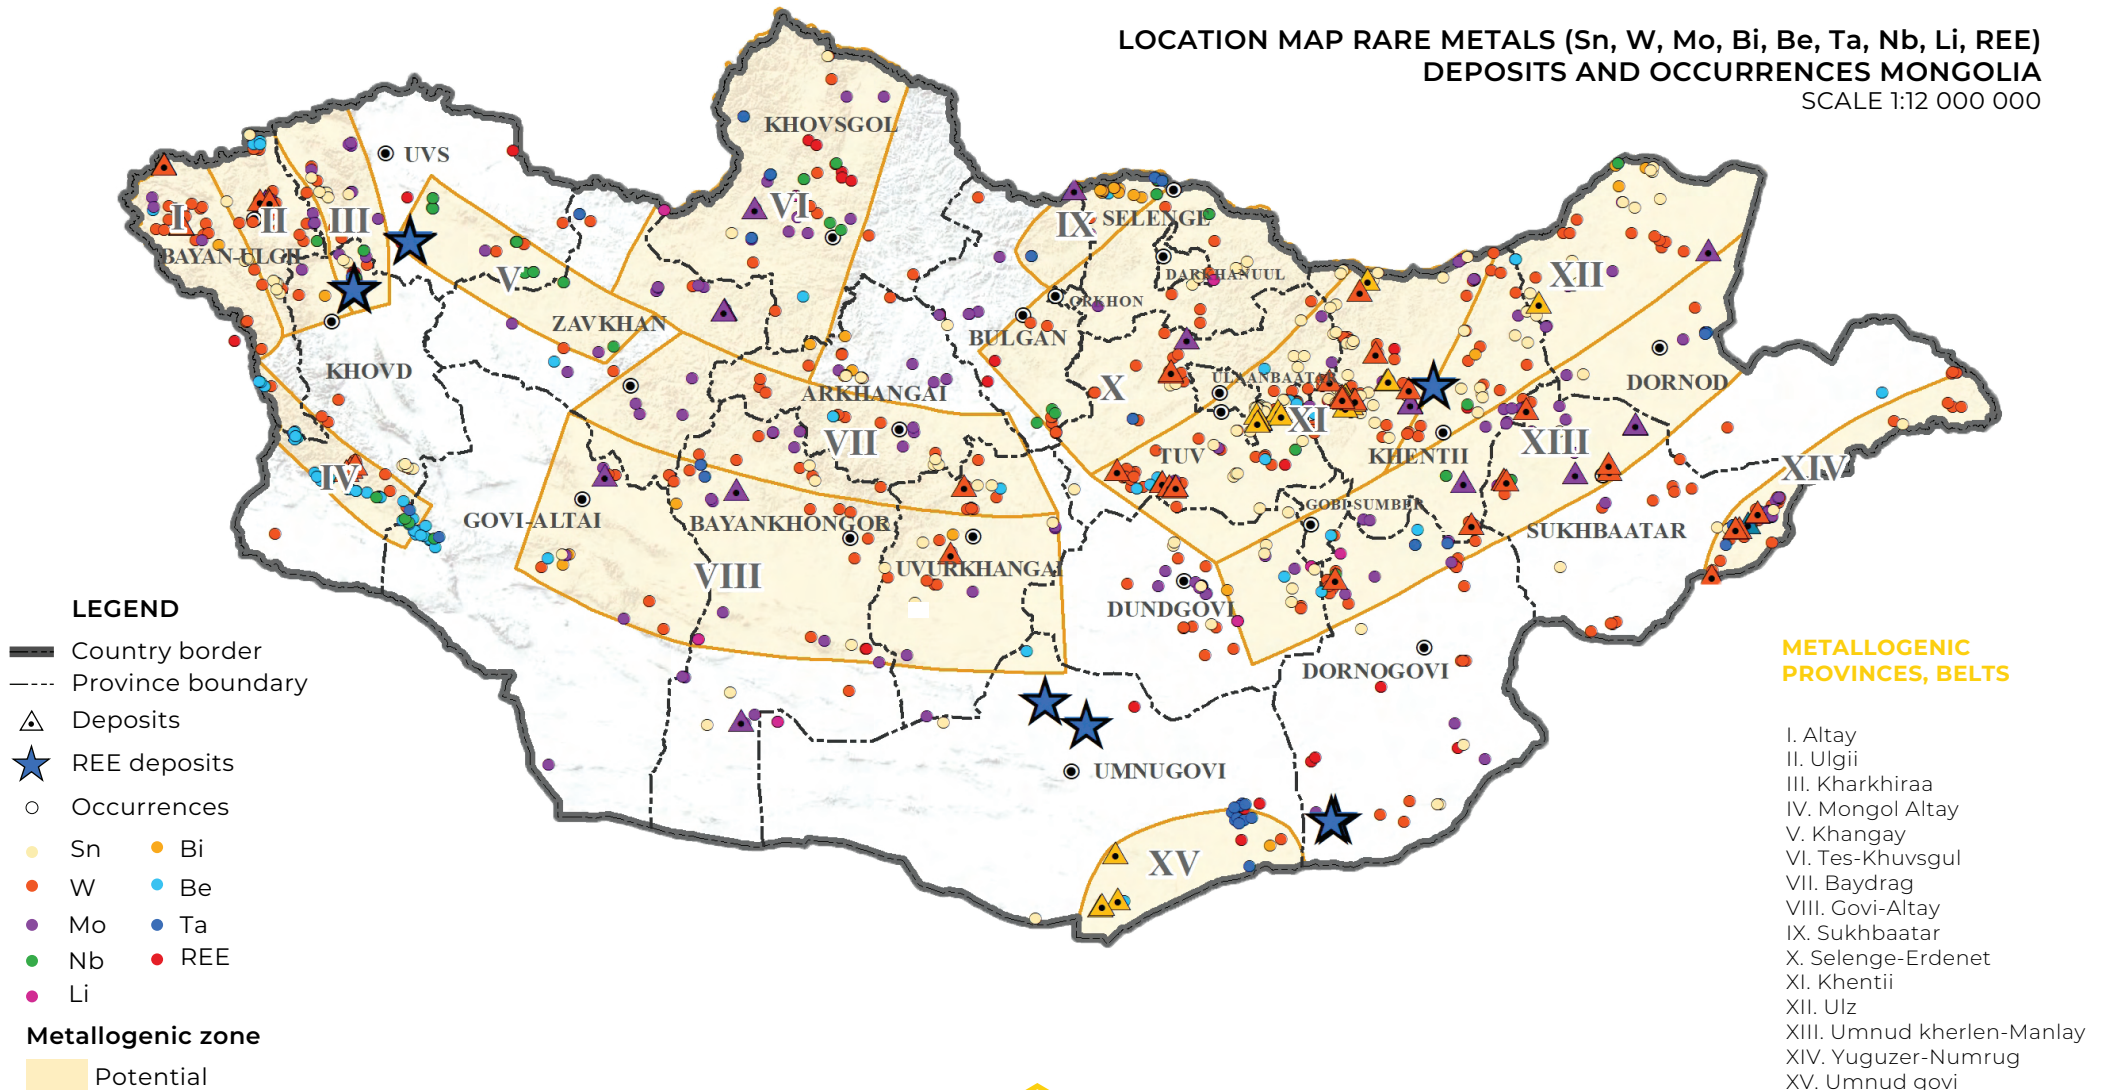 LOCATION MAP RARE METALS (Sn, W, Mo, Bi, Be, Ta, Nb, Li, REE)
DEPOSITS AND OCCURRENCES MONGOLIA
SCALE 1:12 000 000
KHOVSGOL
UVS
VI
I
II
III
IX
SELENGE
BAYAN-ULGII
DARKHANUUL
XII
V
ORKHON
ZAVKHAN
BULGAN
KHOVD
ULAANBAATAR
DORNOD
ARKHANGAI
X
XI
VII
TUV
KHENTII
XIII
XIV
IV
GOVI-ALTAI
BAYANKHONGOR
GOBI-SUMBER
SUKHBAATAR
VIII
UVURKHANGAI
DUNDGOVI
DORNOGOVI
UMNUGOVI
XV
LEGEND
Country border
Province boundary
Deposits
REE deposits
Occurrences
Sn Bi
W Be
Mo Ta
Nb REE
Li
Metallogenic zone
Potential
METALLOGENIC
PROVINCES, BELTS
I. Altay
II. Ulgii
III. Kharkhiraa
IV. Mongol Altay
V. Khangay
VI. Tes-Khuvsgul
VII. Baydrag
VIII. Govi-Altay
IX. Sukhbaatar
X. Selenge-Erdenet
XI. Khentii
XII. Ulz
XIII. Umnud kherlen-Manlay
XIV. Yuguzer-Numrug
XV. Umnud govi